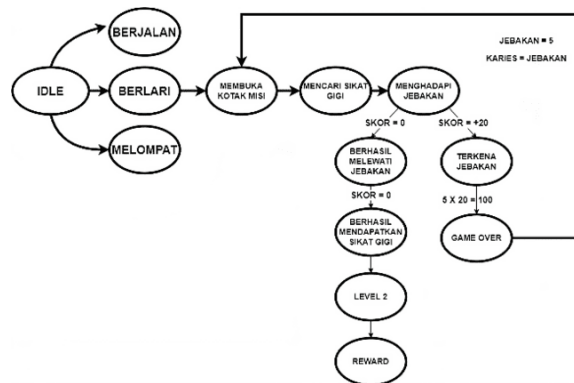 BERJALAN
JEBAKAN = 5
KARIES = JEBAKAN
IDLE
BERLARI
MEMBUKA
KOTAK MISI
MENCARI SIKAT
GIGI
MENGHADAPI
JEBAKAN
MELOMPAT
SKOR = 0
SKOR = +20
BERHASIL
MELEWATI
JEBAKAN
TERKENA
JEBAKAN
SKOR = 0
5 X 20 = 100
BERHASIL
MENDAPATKAN
SIKAT GIGI
GAME OVER
LEVEL 2
REWARD